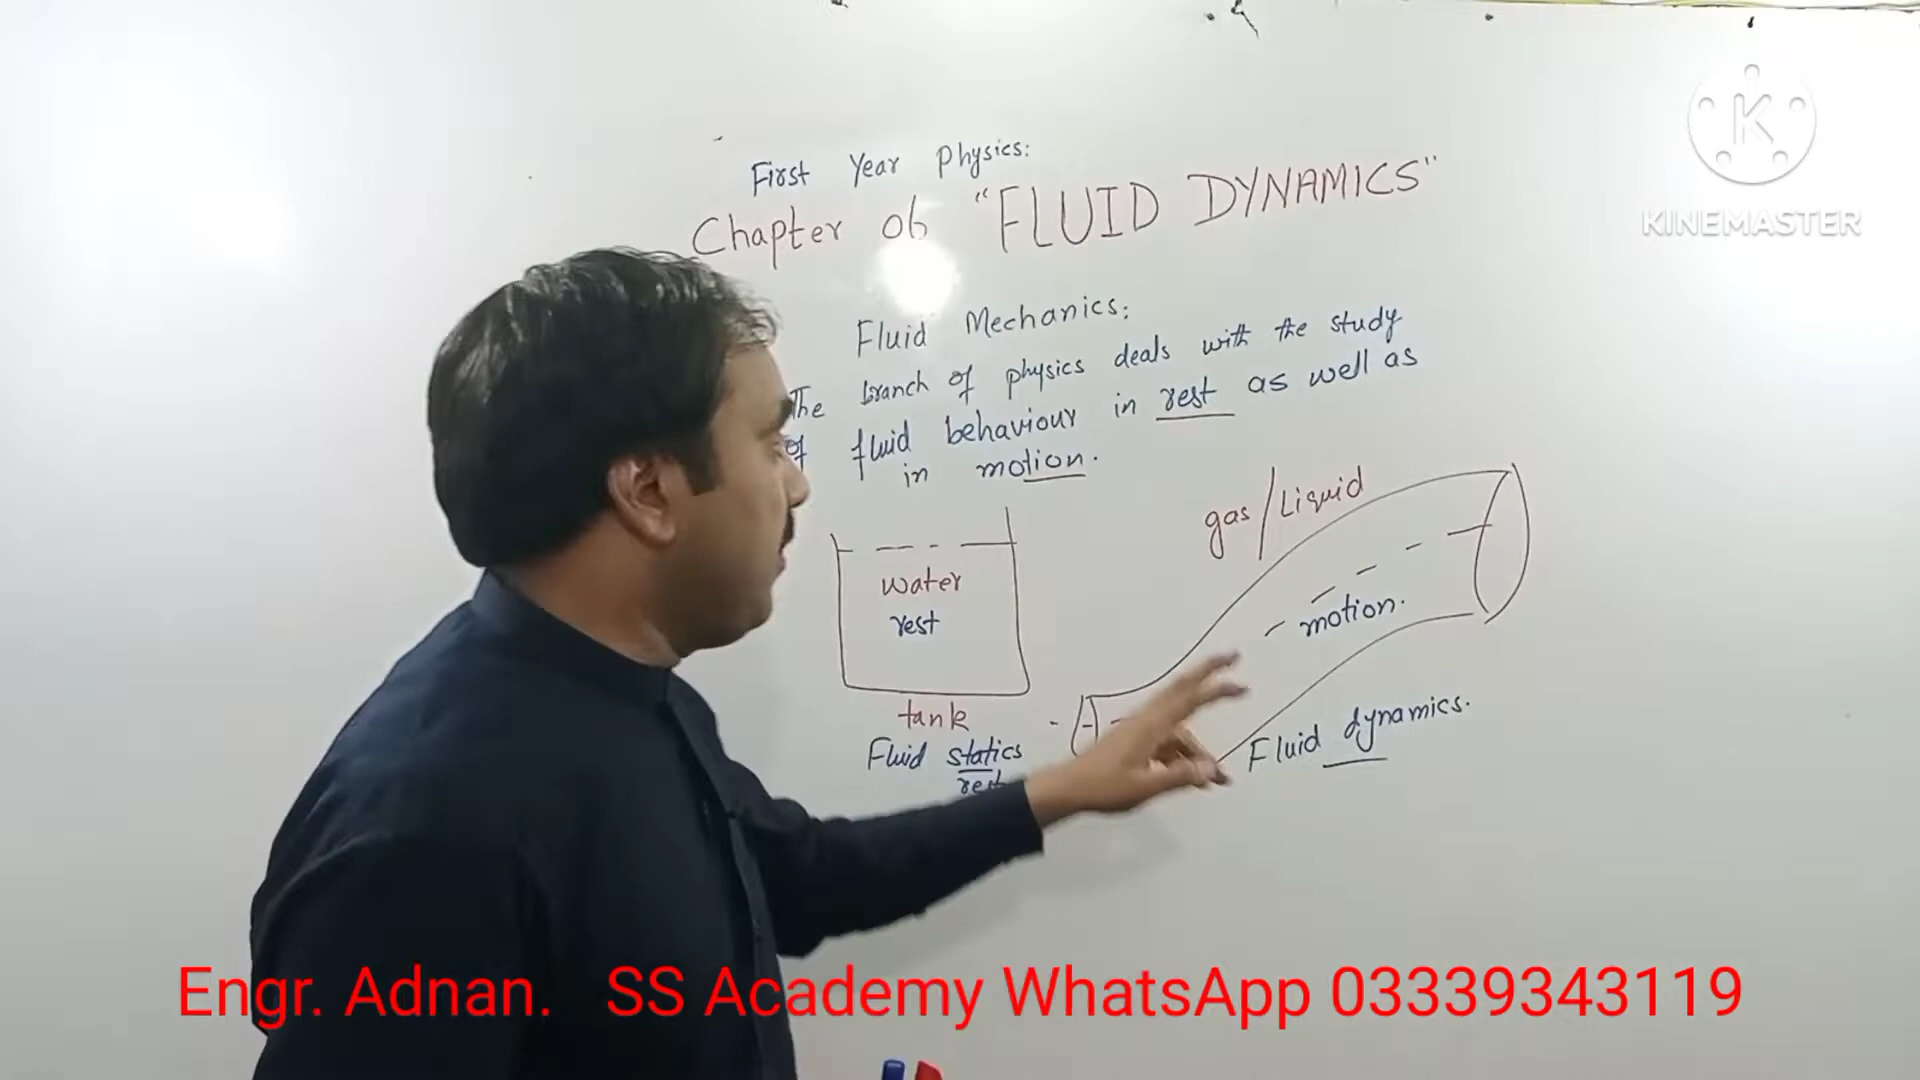 First Year Physics:
Chapter 06 "FLUID DYNAMICS"
Fluid Mechanics:
The branch of physics deals with the study
of fluid behaviour in rest as well as
in motion.
gas/Liquid
water
rest
motion.
tank
Fluid statics
rest
Fluid dynamics.
K
KINEMASTER
Engr. Adnan. SS Academy WhatsApp 03339343119